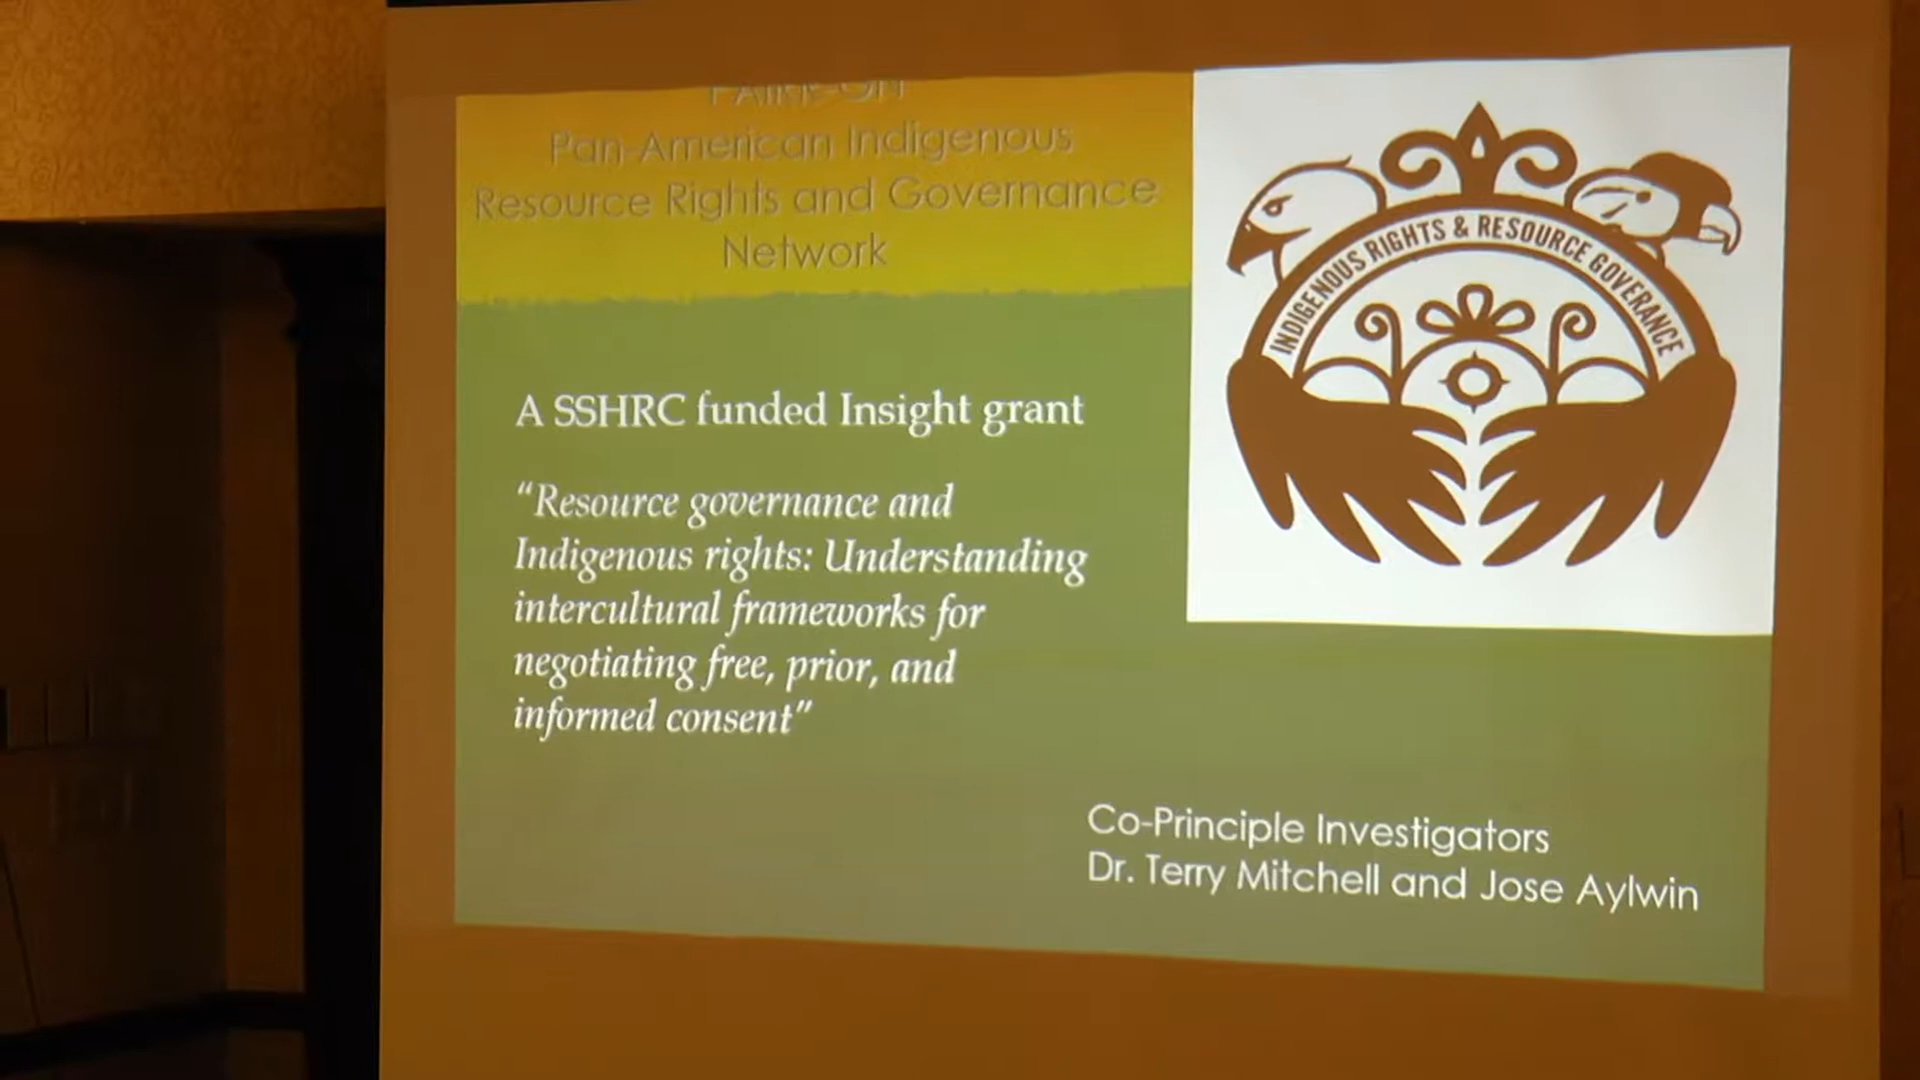 Pan-American Indigenous
Resource Rights and Governance
Network
A SSHRC funded Insight grant
“Resource governance and
Indigenous rights: Understanding
intercultural frameworks for
negotiating free, prior, and
informed consent”
INDIGENOUS RIGHTS & RESOURCE GOVERANCE
Co-Principle Investigators
Dr. Terry Mitchell and Jose Aylwin